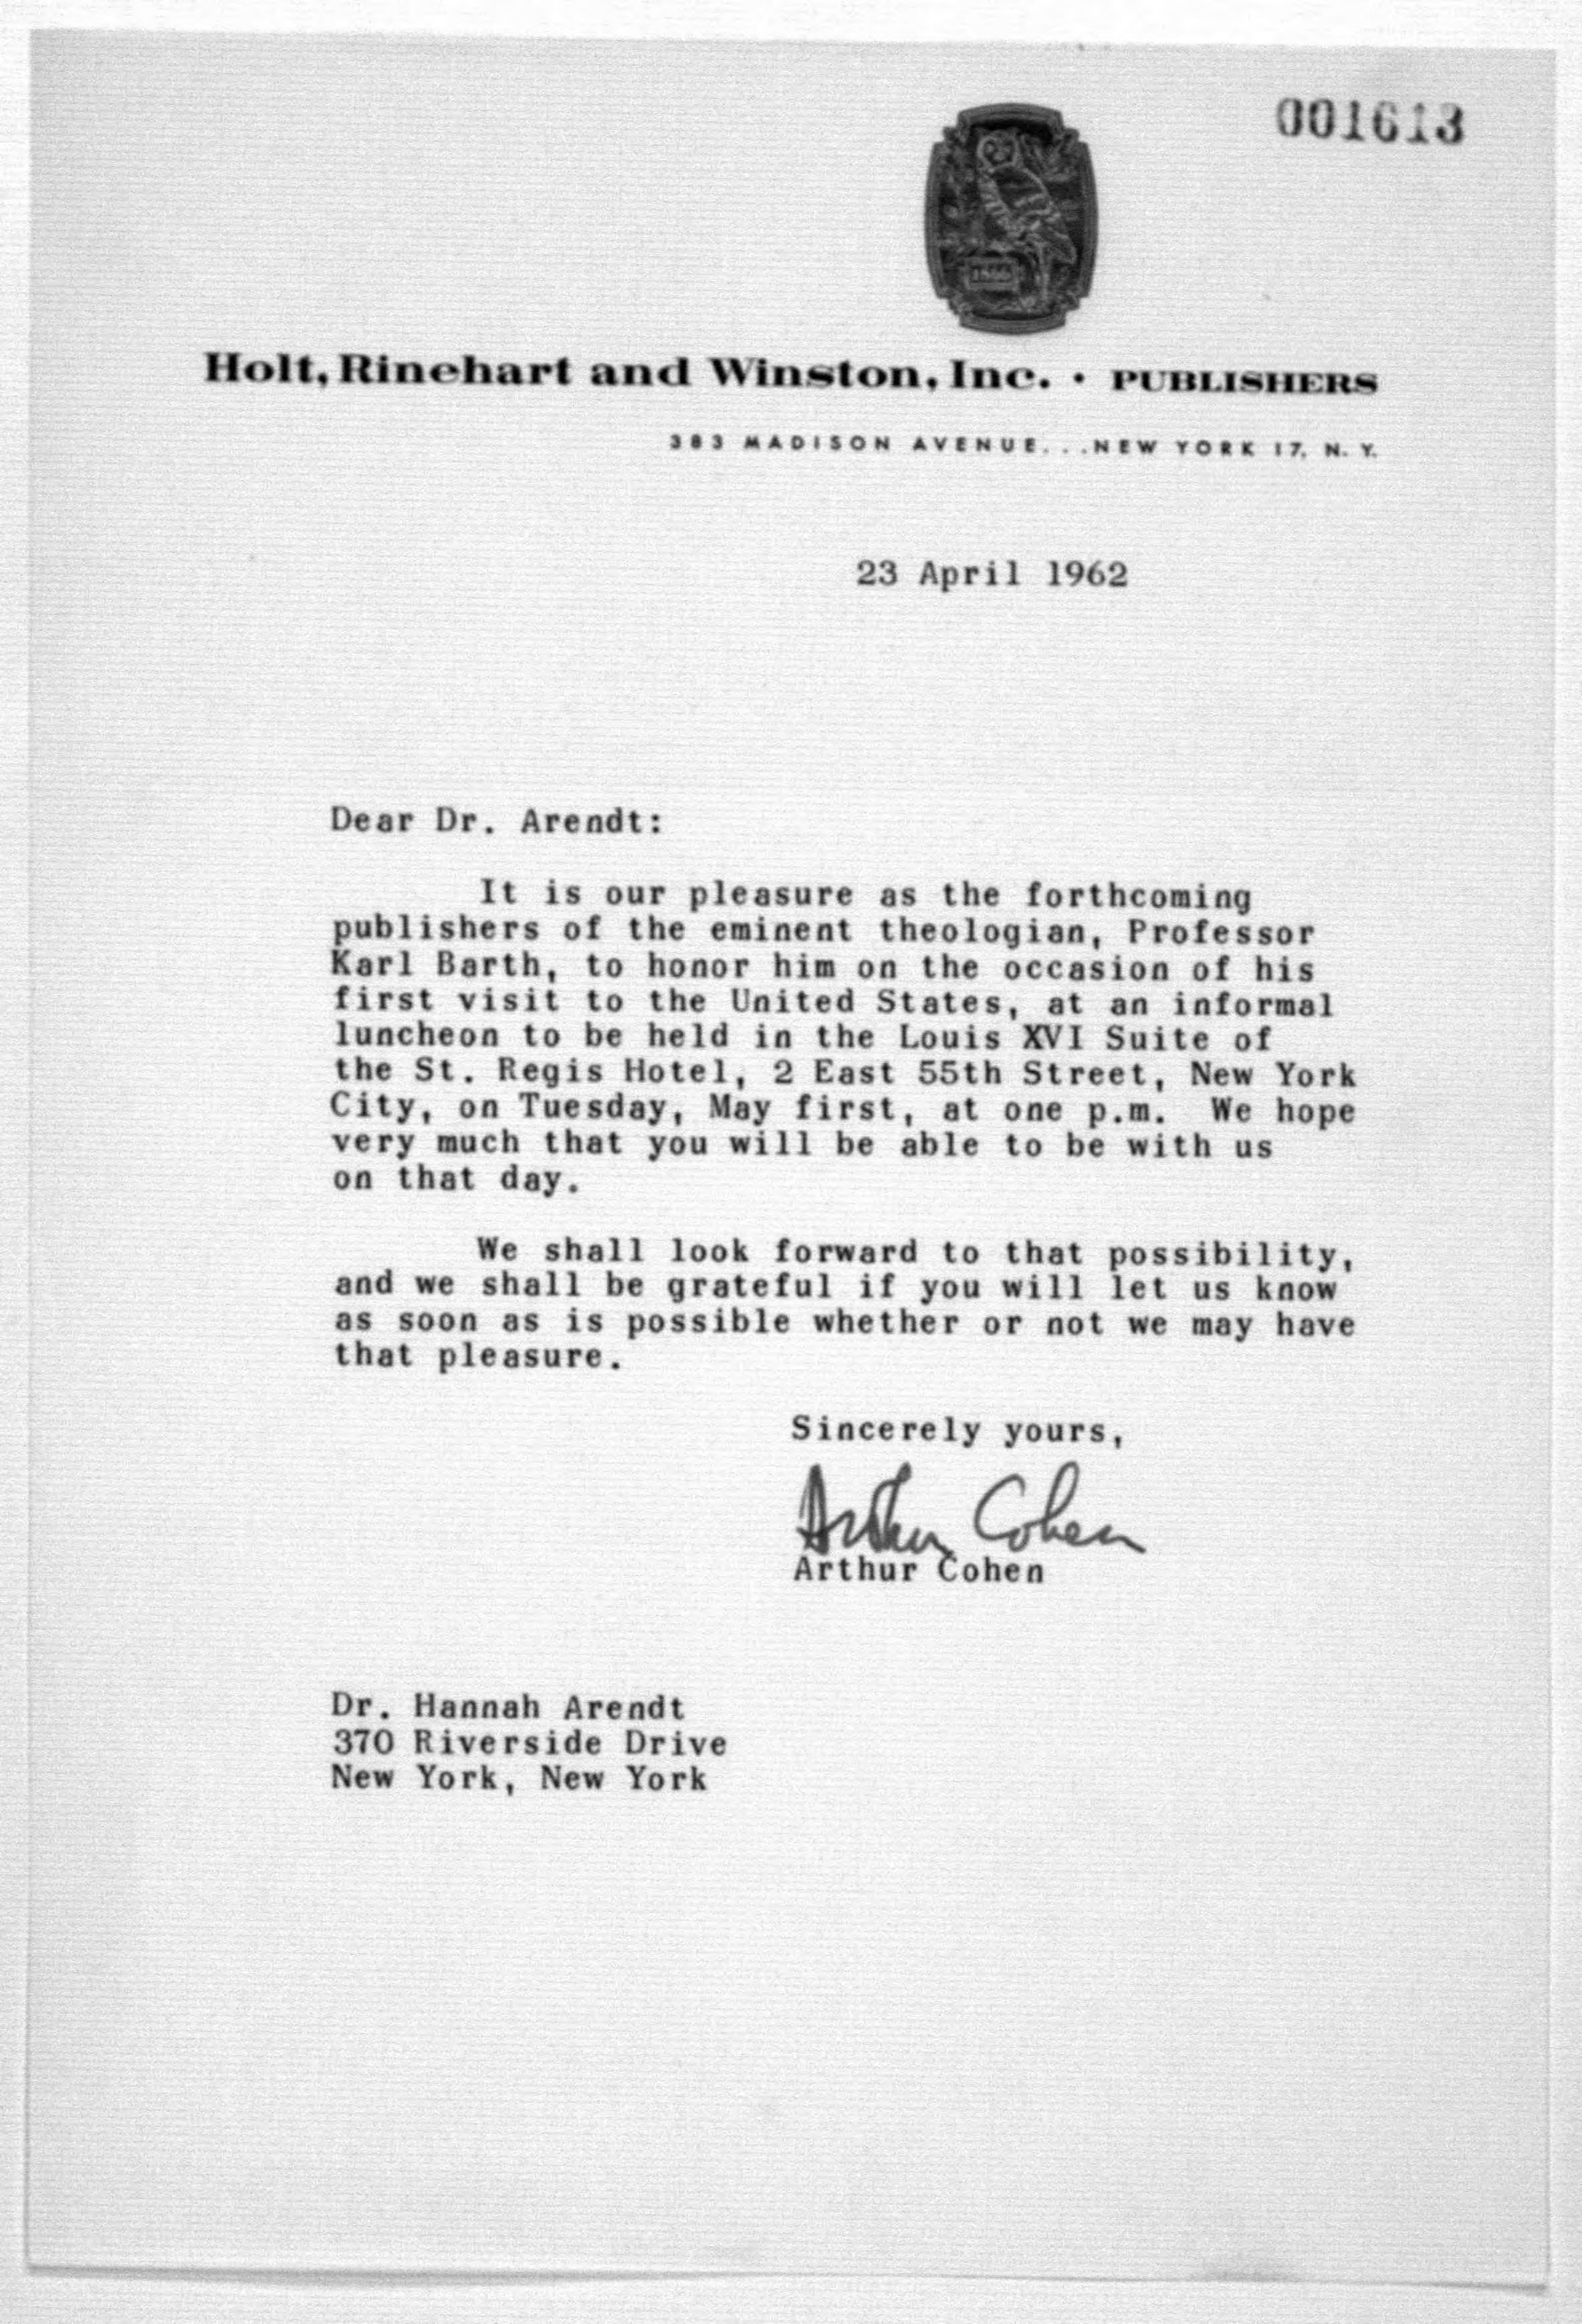 001613
1866
Holt, Rinehart and Winston, Inc. • PUBLISHERS
383 MADISON AVENUE...NEW YORK 17, N. Y.
23 April 1962
Dear Dr. Arendt:
It is our pleasure as the forthcoming
publishers of the eminent theologian, Professor
Karl Barth, to honor him on the occasion of his
first visit to the United States, at an informal
luncheon to be held in the Louis XVI Suite of
the St. Regis Hotel, 2 East 55th Street, New York
City, on Tuesday, May first, at one p.m. We hope
very much that you will be able to be with us
on that day.
We shall look forward to that possibility,
and we shall be grateful if you will let us know
as soon as is possible whether or not we may have
that pleasure.
Sincerely yours,
Arthur Cohen
Arthur Cohen
Dr. Hannah Arendt
370 Riverside Drive
New York, New York